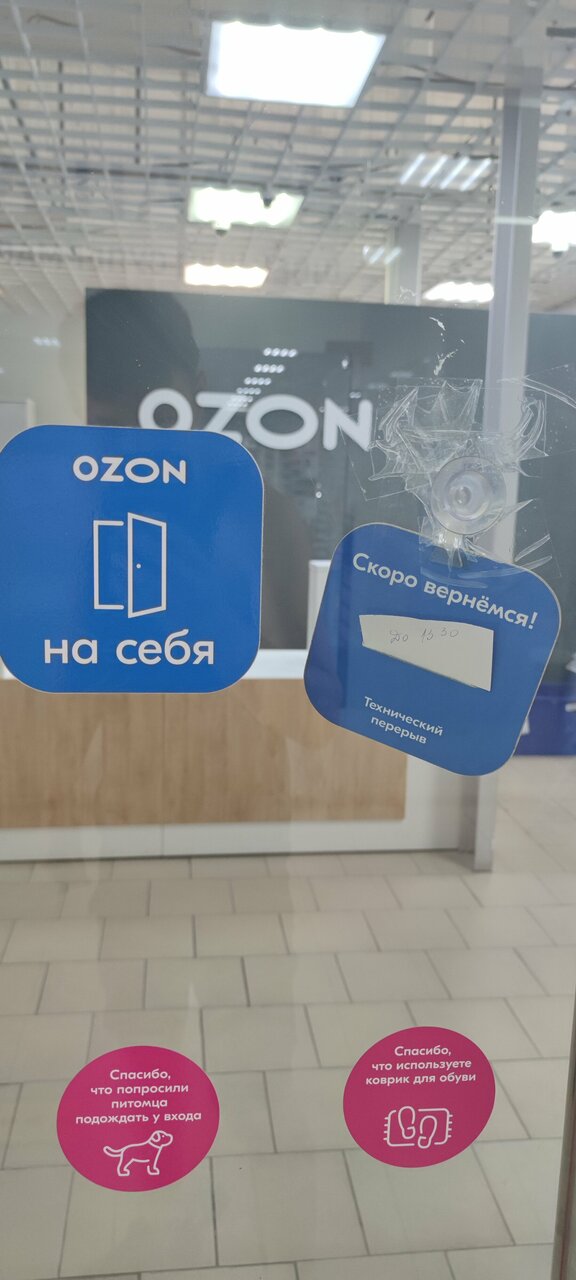 OZON
OZON
на себя
Скоро вернёмся!
До 13 30
Технический
перерыв
Спасибо,
что попросили
питомца
подождать у входа
Спасибо,
что используете
коврик для обуви